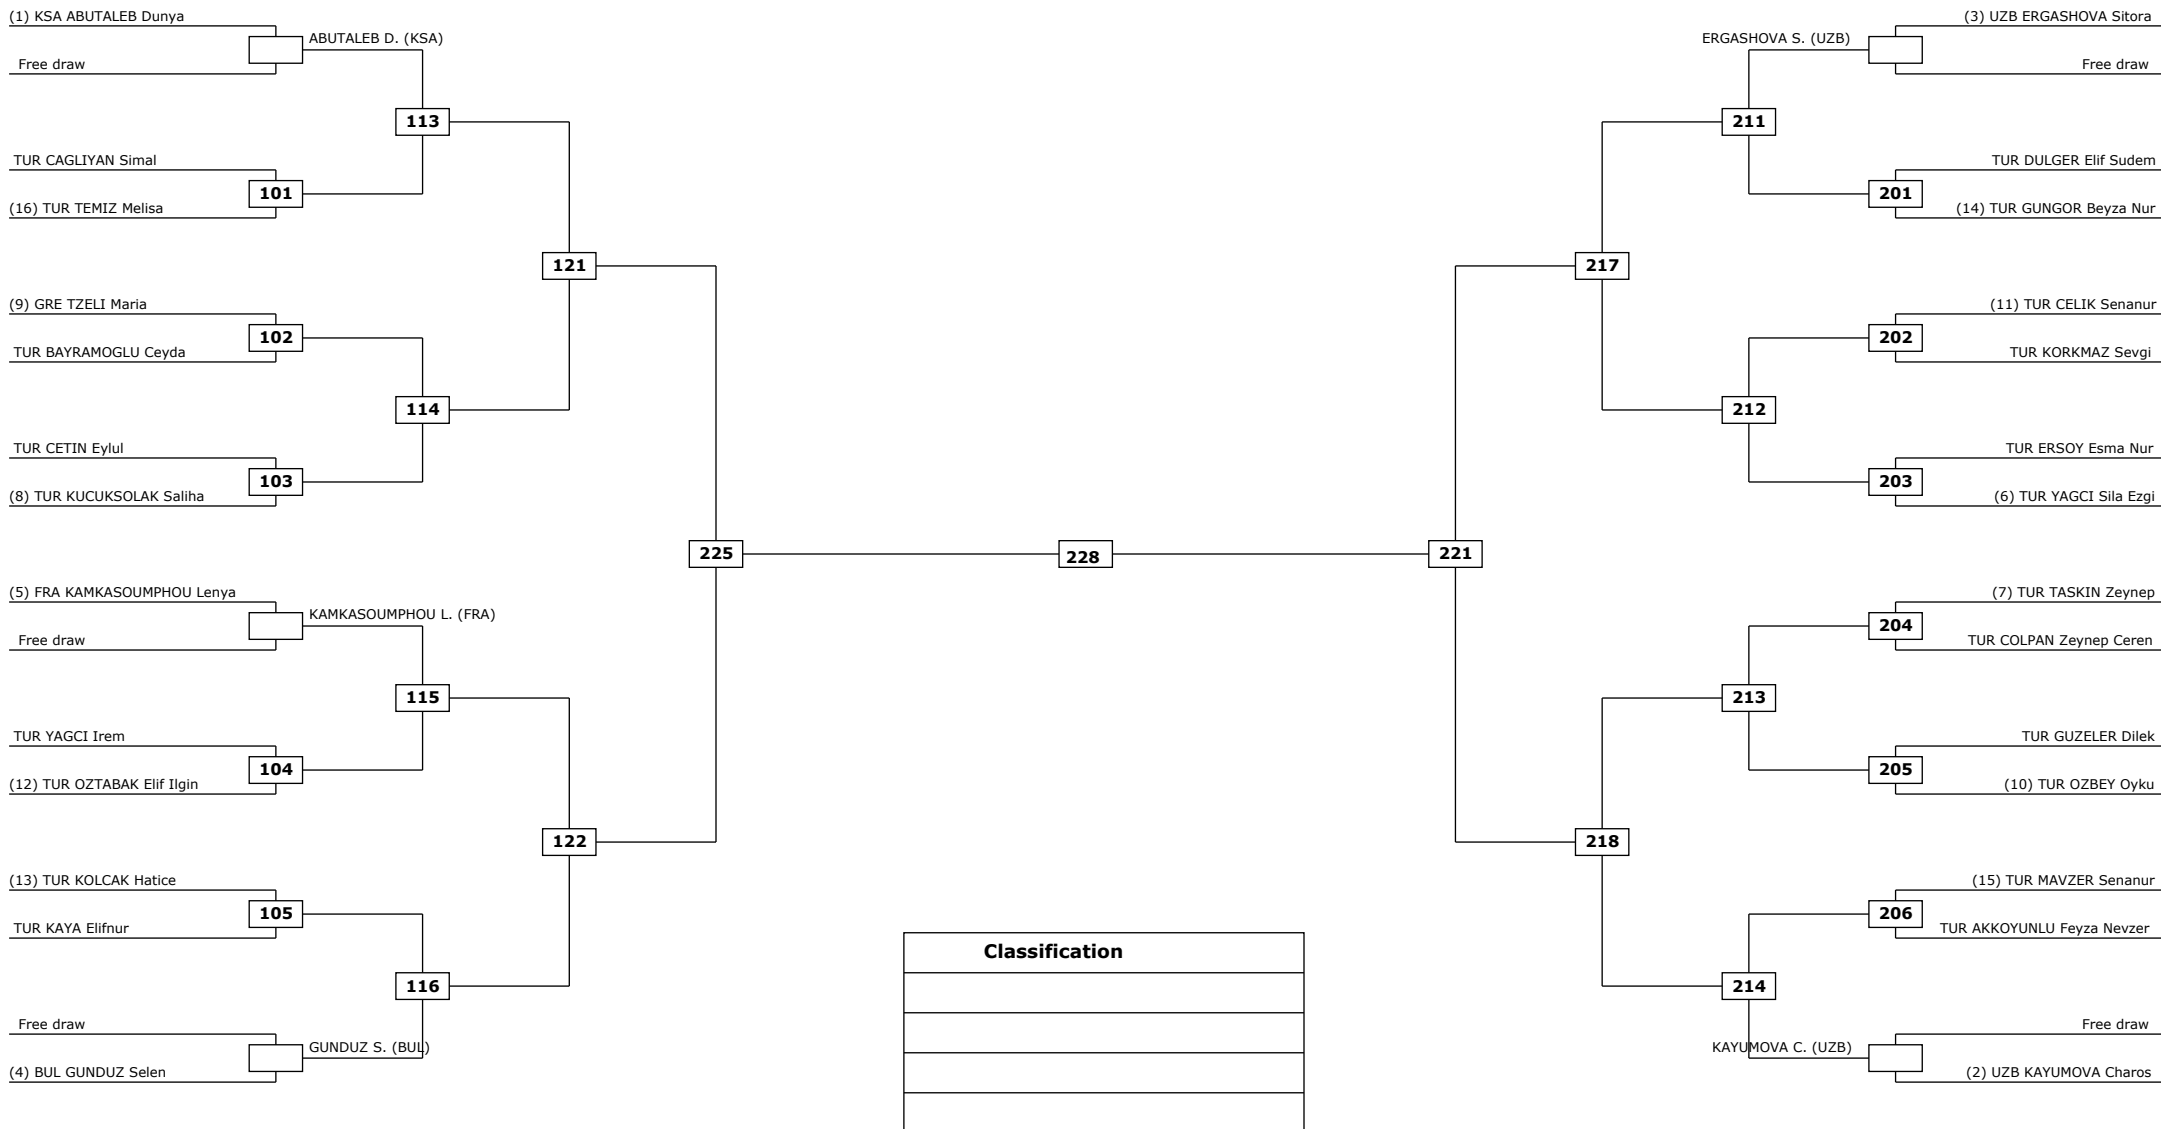 (1) KSA ABUTALEB Dunya
ABUTALEB D. (KSA)
Free draw
113
TUR CAGLIYAN Simal
101
(16) TUR TEMIZ Melisa
121
(9) GRE TZELI Maria
102
TUR BAYRAMOGLU Ceyda
114
TUR CETIN Eylul
103
(8) TUR KUCUKSOLAK Saliha
225
(5) FRA KAMKASOUMPHOU Lenya
KAMKASOUMPHOU L. (FRA)
Free draw
115
TUR YAGCI Irem
104
(12) TUR OZTABAK Elif Ilgin
122
(13) TUR KOLCAK Hatice
105
TUR KAYA Elifnur
116
Free draw
GUNDUZ S. (BUL)
(4) BUL GUNDUZ Selen
228
(3) UZB ERGASHOVA Sitora
ERGASHOVA S. (UZB)
Free draw
211
TUR DULGER Elif Sudem
201
(14) TUR GUNGOR Beyza Nur
217
(11) TUR CELIK Senanur
202
TUR KORKMAZ Sevgi
212
TUR ERSOY Esma Nur
203
(6) TUR YAGCI Sila Ezgi
221
(7) TUR TASKIN Zeynep
204
TUR COLPAN Zeynep Ceren
213
TUR GUZELER Dilek
205
(10) TUR OZBEY Oyku
218
(15) TUR MAVZER Senanur
206
TUR AKKOYUNLU Feyza Nevzer
214
Free draw
KAYUMOVA C. (UZB)
(2) UZB KAYUMOVA Charos
Classification